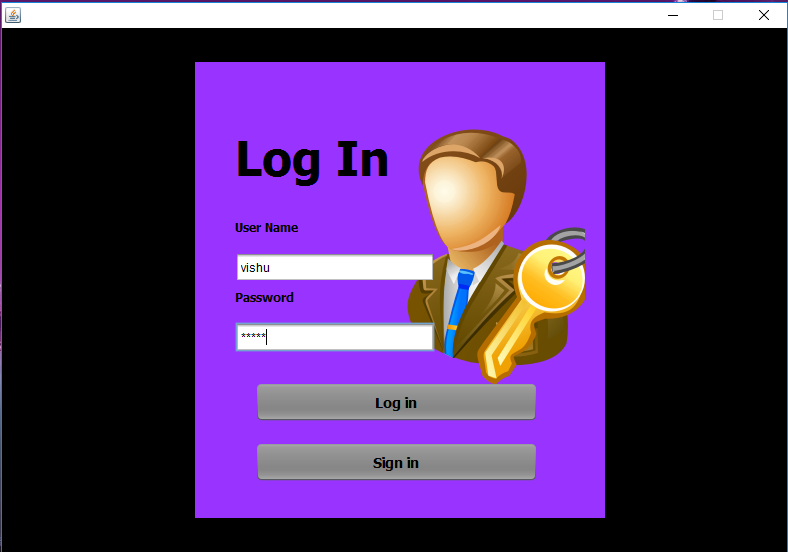 Log In
User Name
vishu
Password
*****
Log in
Sign in